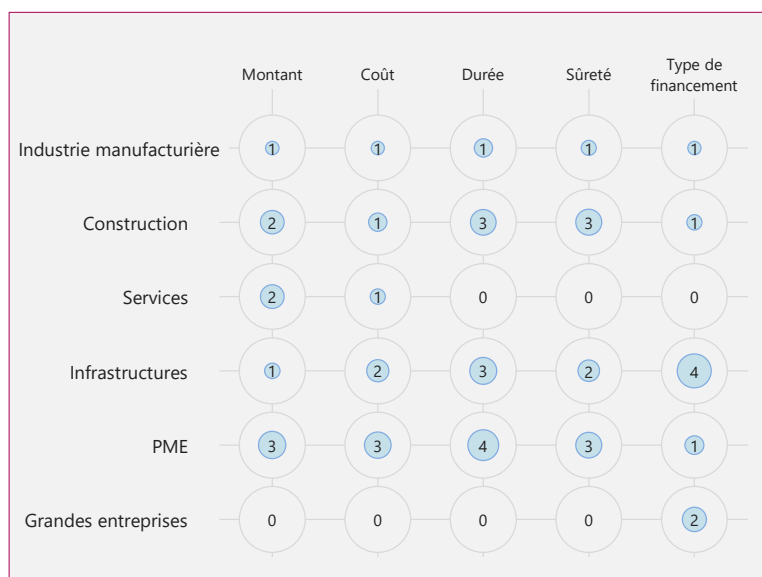 Montant Coût Durée Sûreté Type de
financement
Industrie manufacturière 1 1 1 1 1
Construction 2 1 3 3 1
Services 2 1 0 0 0
Infrastructures 1 2 3 2 4
PME 3 3 4 3 1
Grandes entreprises 0 0 0 0 2